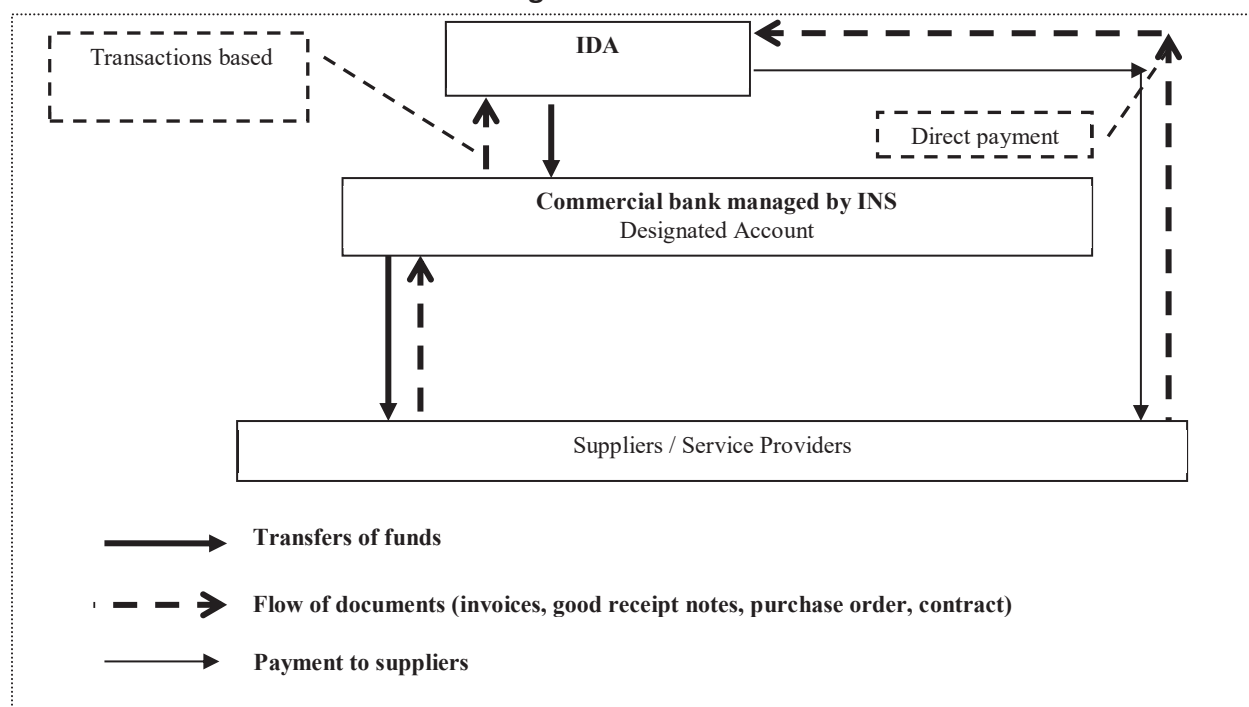 IDA
Transactions based
Direct payment
Commercial bank managed by INS
Designated Account
Suppliers / Service Providers
Transfers of funds
Flow of documents (invoices, good receipt notes, purchase order, contract)
Payment to suppliers